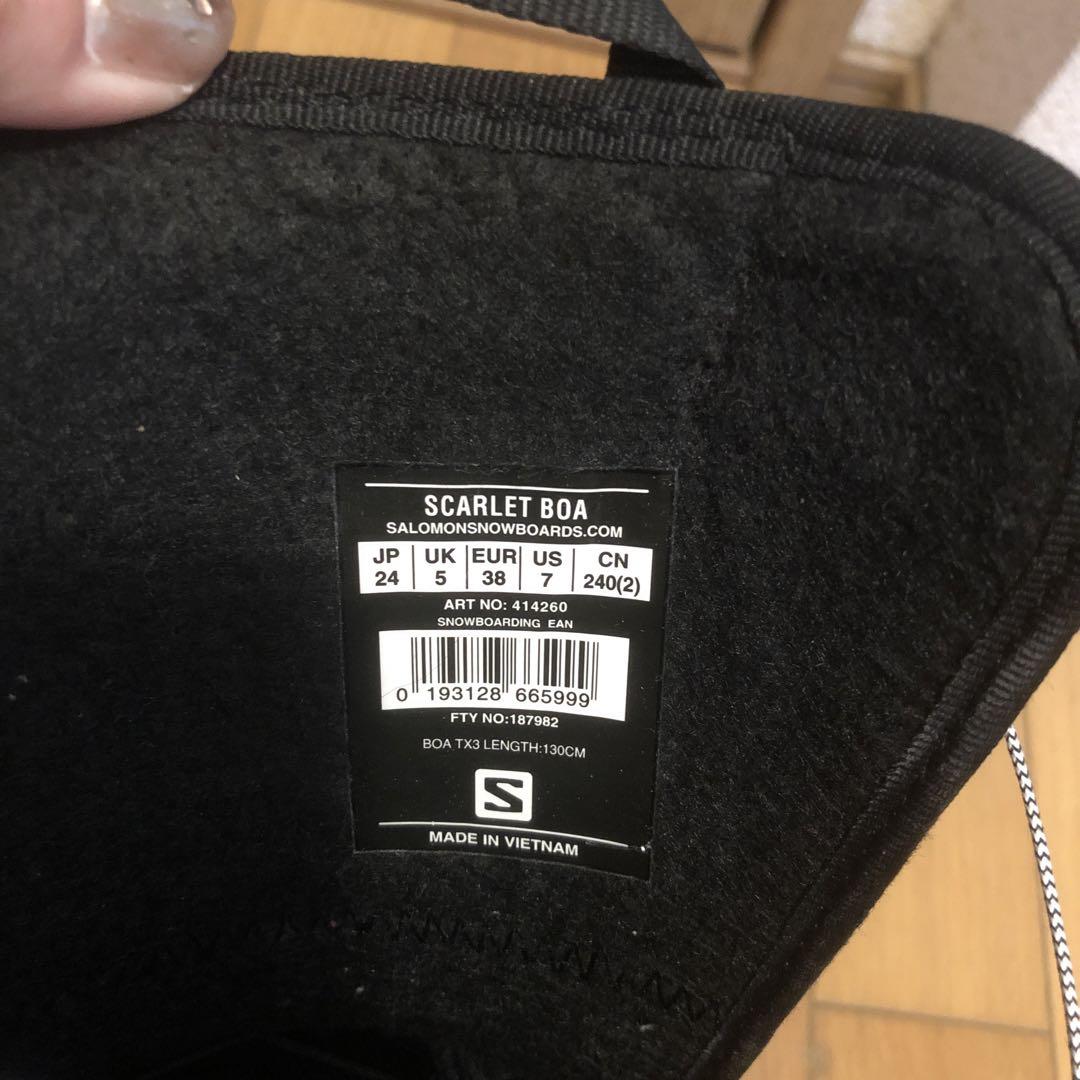 SCARLET BOA
SALOMONSNOWBOARDS.COM
JP UK EUR US CN
24 5 38 7 240(2)
ART NO: 414260
SNOWBOARDING EAN
0 193128 665999
FTY NO:187982
BOA TX3 LENGTH:130CM
S
MADE IN VIETNAM